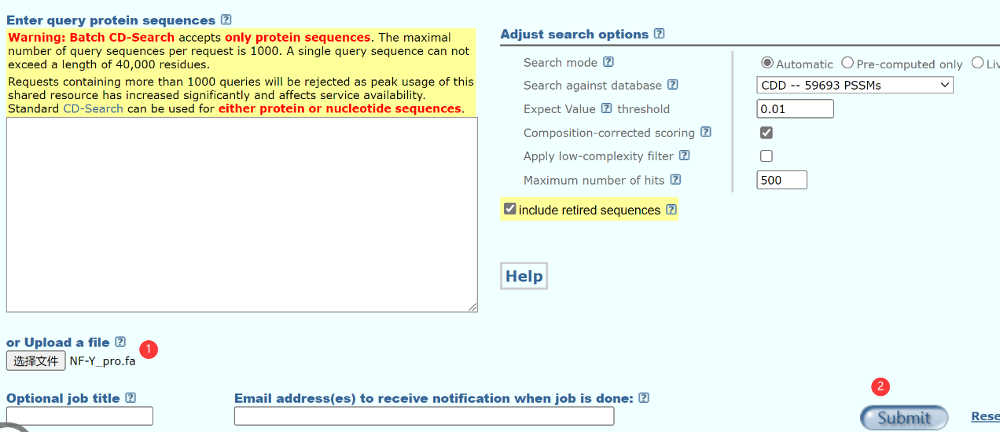 Enter query protein sequences ?
Warning: Batch CD-Search accepts only protein sequences. The maximal
number of query sequences per request is 1000. A single query sequence can not
exceed a length of 40,000 residues.
Requests containing more than 1000 queries will be rejected as peak usage of this
shared resource has increased significantly and affects service availability.
Standard CD-Search can be used for either protein or nucleotide sequences.
or Upload a file ?
1
选择文件 NF-Y_pro.fa
Optional job title ?
Email address(es) to receive notification when job is done: ?
Adjust search options ?
Search mode ? Automatic Pre-computed only Li
Search against database ? CDD -- 59693 PSSMs
Expect Value ? threshold 0.01
Composition-corrected scoring ?
Apply low-complexity filter ?
Maximum number of hits ? 500
include retired sequences ?
Help
2
Submit Rese